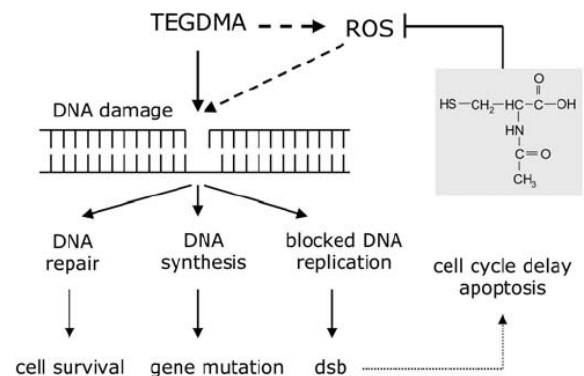 TEGDMA
ROS
DNA damage
O
HS—CH2—CH—C—OH
HN
C=O
CH3
DNA
repair
DNA
synthesis
blocked DNA
replication
cell cycle delay
apoptosis
cell survival
gene mutation
dsb